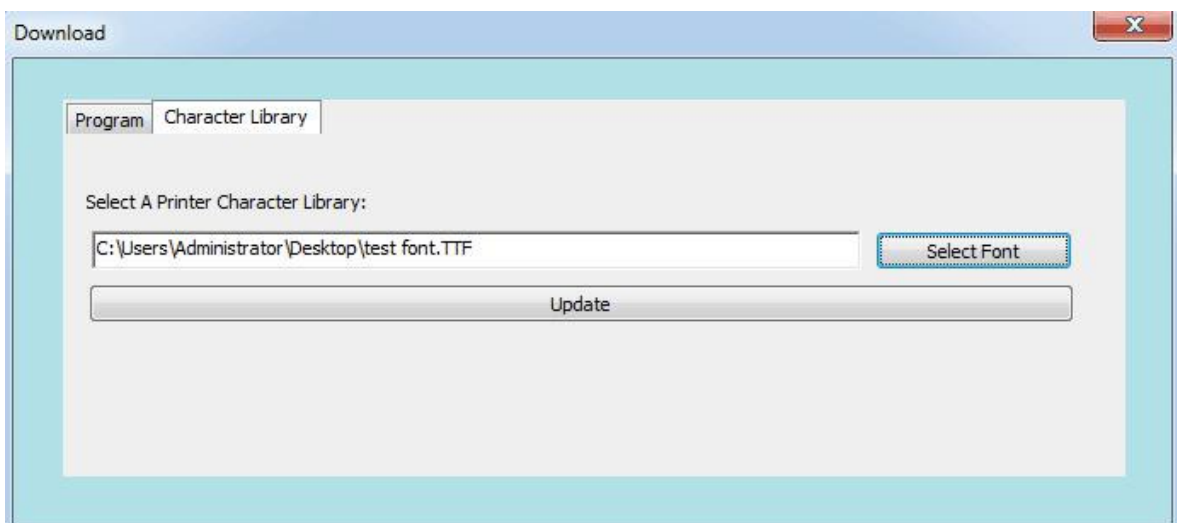 Download
Program Character Library
Select A Printer Character Library:
C:\Users\Administrator\Desktop\test font.TTF Select Font
Update